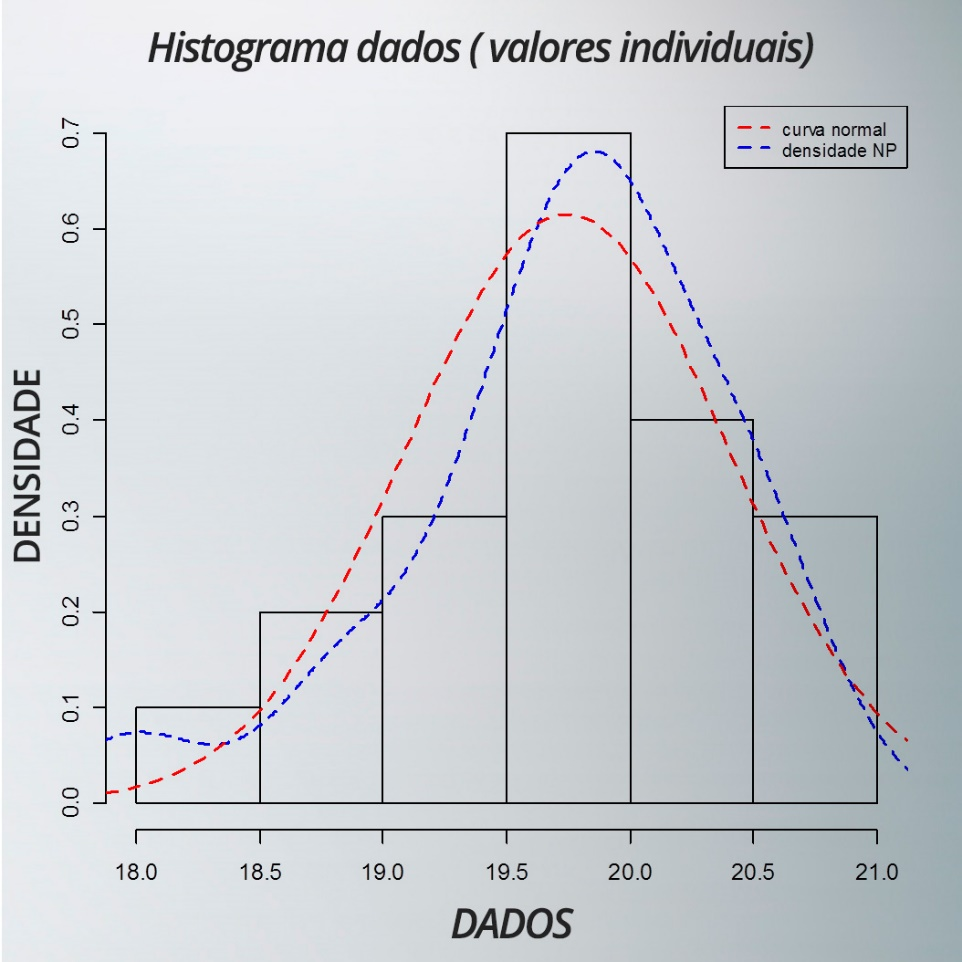 Histograma dados ( valores individuais)
curva normal
densidade NP
0.7
0.6
0.5
0.4
0.3
0.2
0.1
0.0
DENSIDADE
18.0 18.5 19.0 19.5 20.0 20.5 21.0
DADOS